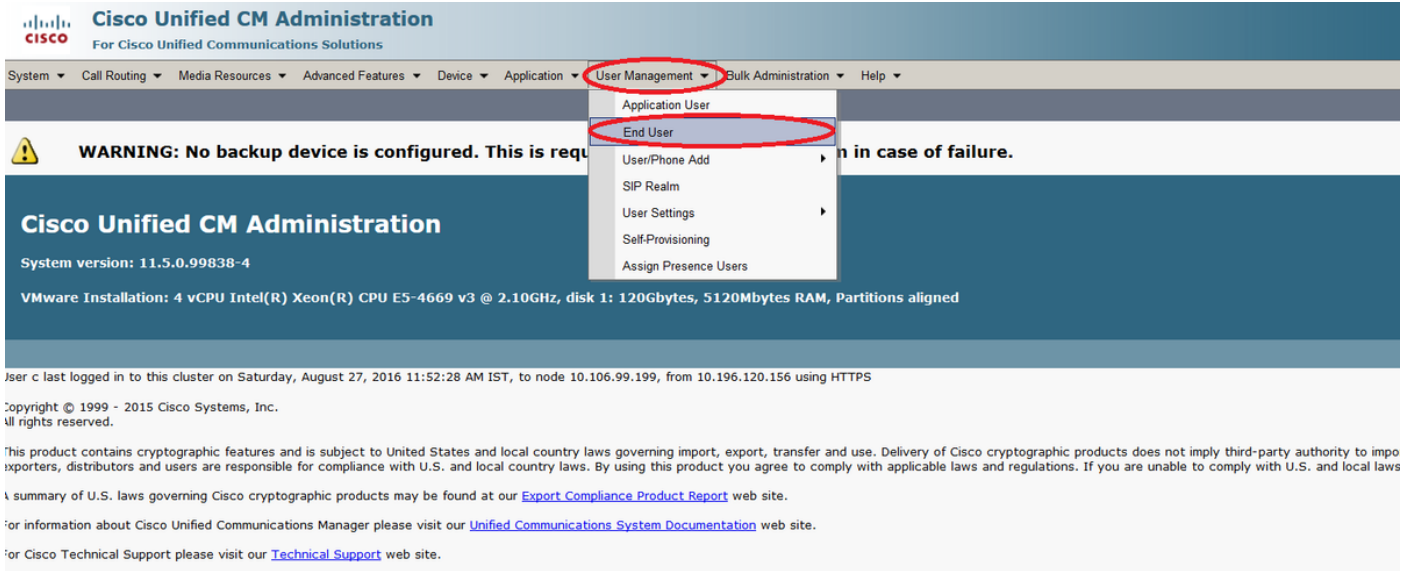 cisco
Cisco Unified CM Administration
For Cisco Unified Communications Solutions
System Call Routing Media Resources Advanced Features Device Application User Management Bulk Administration Help
Application User
End User
User/Phone Add
SIP Realm
User Settings
Self-Provisioning
Assign Presence Users
WARNING: No backup device is configured. This is in case of failure.
Cisco Unified CM Administration
System version: 11.5.0.99838-4
VMware Installation: 4 vCPU Intel(R) Xeon(R) CPU E5-4669 v3 @ 2.10GHz, disk 1: 120Gbytes, 5120Mbytes RAM, Partitions aligned
User c last logged in to this cluster on Saturday, August 27, 2016 11:52:28 AM IST, to node 10.106.99.199, from 10.196.120.156 using HTTPS
Copyright © 1999 - 2015 Cisco Systems, Inc.
All rights reserved.
This product contains cryptographic features and is subject to United States and local country laws governing import, export, transfer and use. Delivery of Cisco cryptographic products does not imply third-party authority to impo
exporters, distributors and users are responsible for compliance with U.S. and local country laws. By using this product you agree to comply with applicable laws and regulations. If you are unable to comply with U.S. and local laws
A summary of U.S. laws governing Cisco cryptographic products may be found at our Export Compliance Product Report web site.
For information about Cisco Unified Communications Manager please visit our Unified Communications System Documentation web site.
For Cisco Technical Support please visit our Technical Support web site.